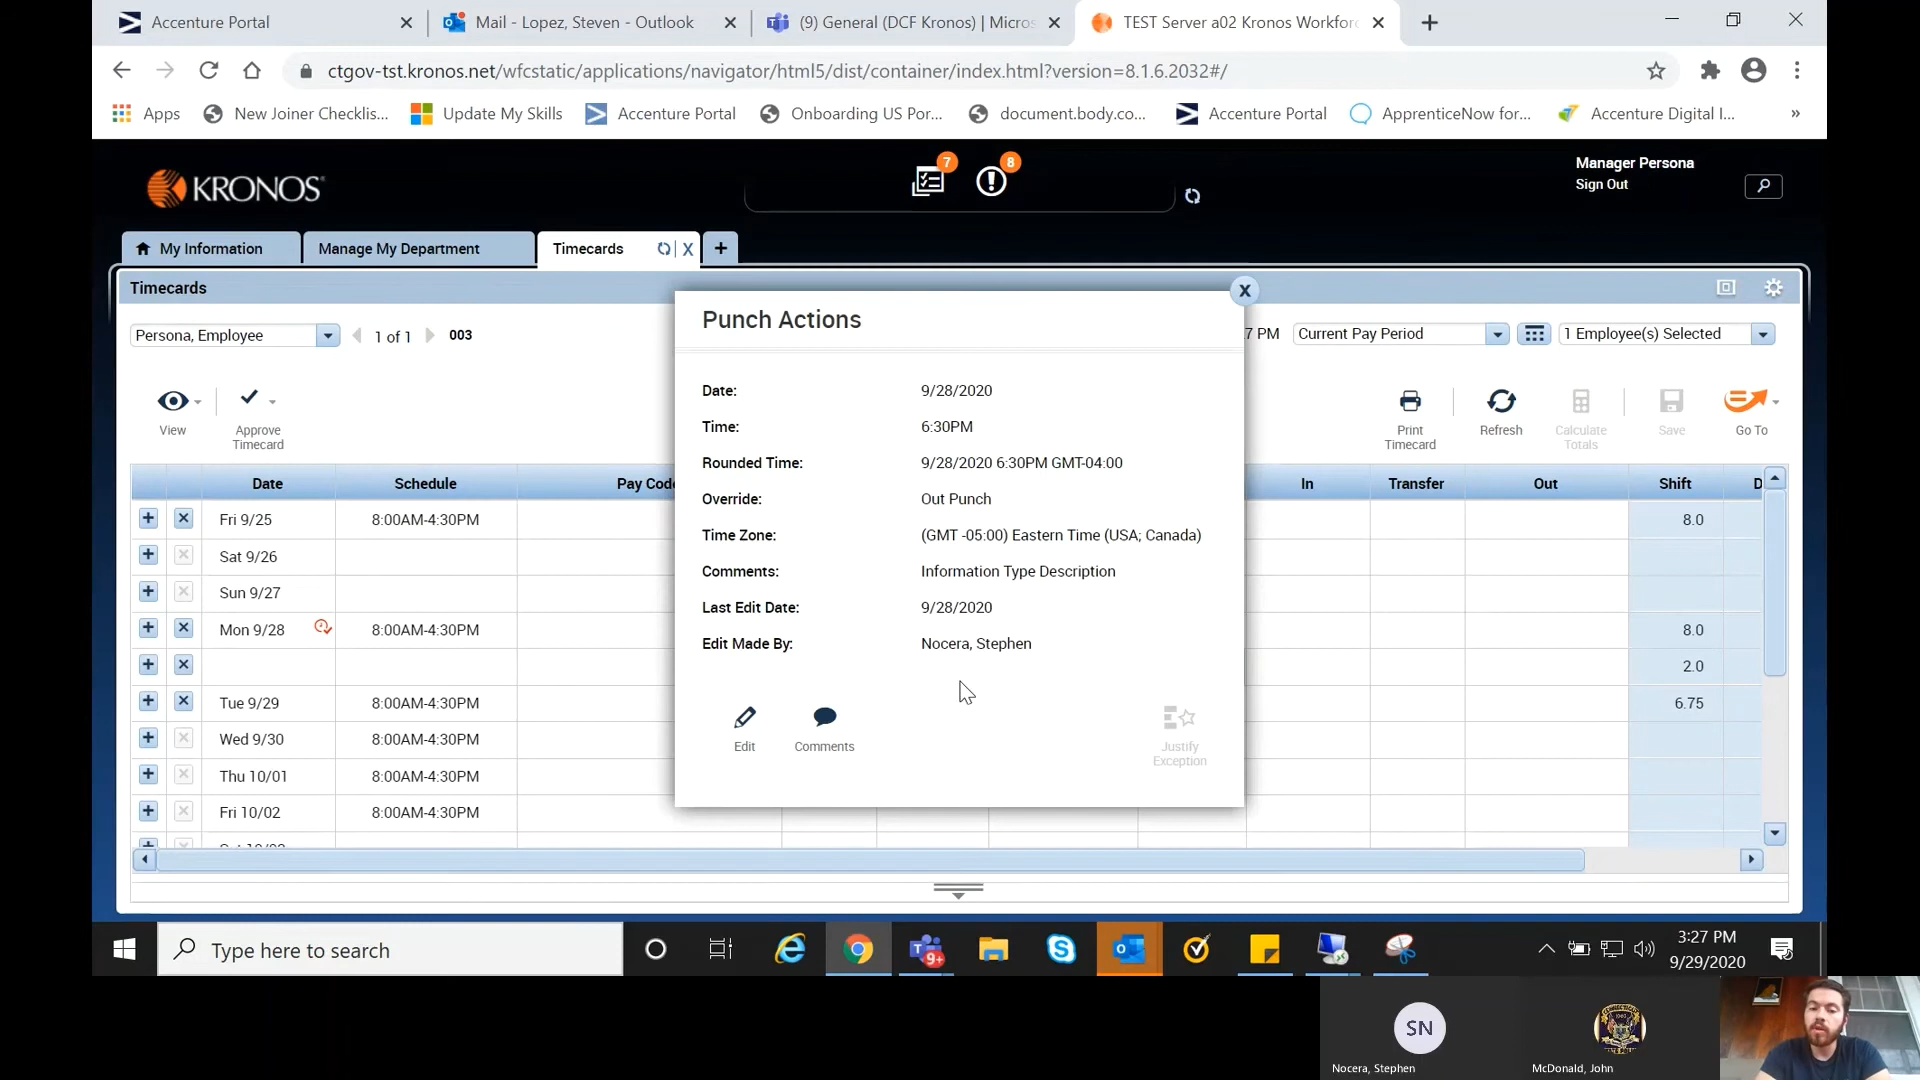 Accenture Portal
Mail - Lopez, Steven - Outlook
(9) General (DCF Kronos) | Micros
TEST Server a02 Kronos Workforc
ctgov-tst.kronos.net/wfcstatic/applications/navigator/html5/dist/container/index.html?version=8.1.6.2032#/
Apps
New Joiner Checklis...
Update My Skills
Accenture Portal
Onboarding US Por...
document.body.co...
Accenture Portal
ApprenticeNow for...
Accenture Digital I...
»
KRONOS
7
8
Manager Persona
Sign Out
My Information
Manage My Department
Timecards
X
+
Timecards
Persona, Employee
1 of 1
003
7 PM
Current Pay Period
1 Employee(s) Selected
View
Approve
Timecard
Print
Timecard
Refresh
Calculate
Totals
Save
Go To
Date Schedule Pay Cod In Transfer Out Shift D
Fri 9/25 8:00AM-4:30PM 8.0
Sat 9/26
Sun 9/27
Mon 9/28 8:00AM-4:30PM 8.0
2.0
Tue 9/29 8:00AM-4:30PM 6.75
Wed 9/30 8:00AM-4:30PM
Thu 10/01 8:00AM-4:30PM
Fri 10/02 8:00AM-4:30PM
X
Punch Actions
Date: 9/28/2020
Time: 6:30PM
Rounded Time: 9/28/2020 6:30PM GMT-04:00
Override: Out Punch
Time Zone: (GMT -05:00) Eastern Time (USA; Canada)
Comments: Information Type Description
Last Edit Date: 9/28/2020
Edit Made By: Nocera, Stephen
Edit
Comments
Justify
Exception
Type here to search
9+
3:27 PM
9/29/2020
SN
Nocera, Stephen
McDonald, John